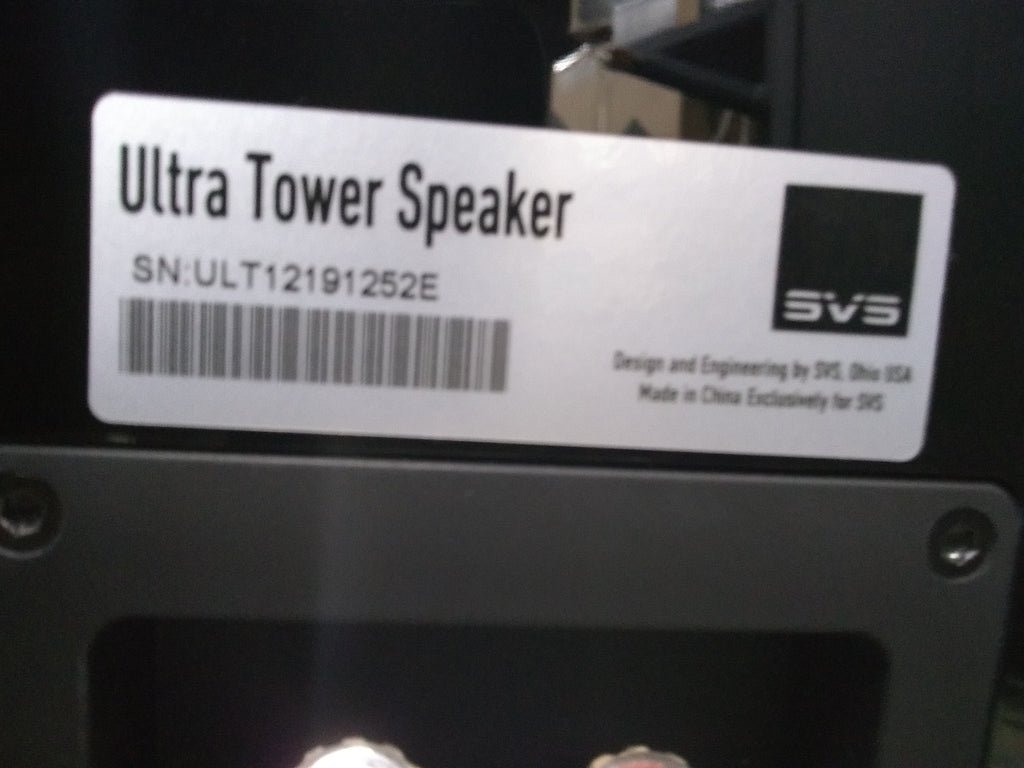 Ultra Tower Speaker
SN:ULT12191252E
SVS
Design and Engineering by SVS, Ohio USA
Made in China Exclusively for SVS